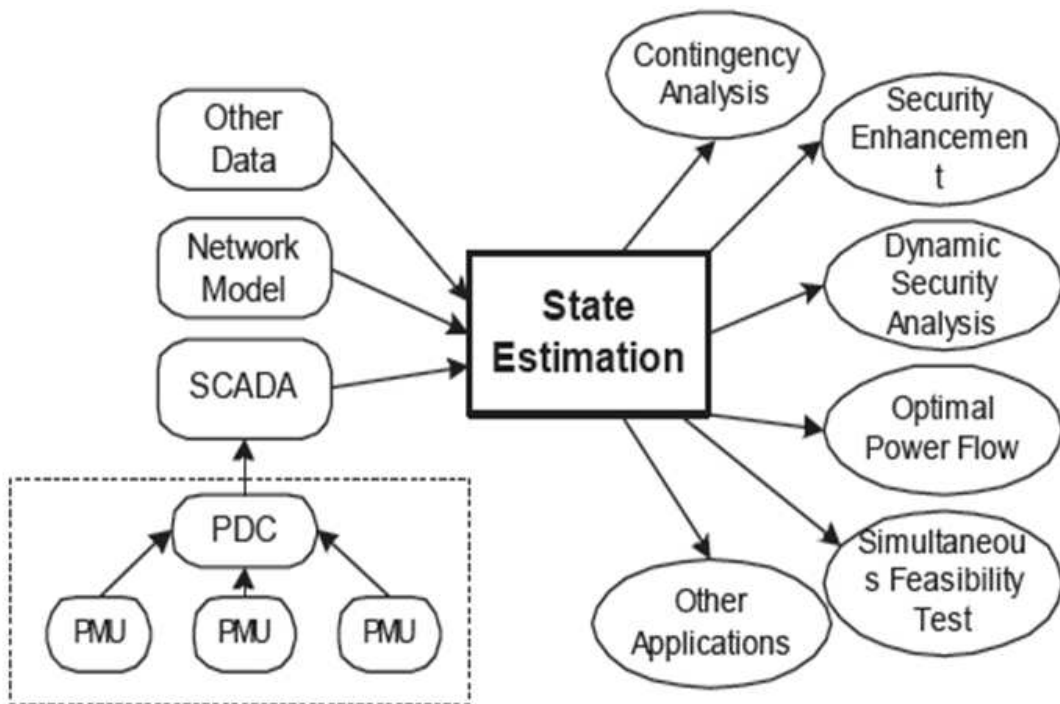 Contingency
Analysis
Other
Data
Security
Enhancemen
t
Network
Model
Dynamic
Security
Analysis
State
Estimation
SCADA
Optimal
Power Flow
PDC
Simultaneou
s Feasibility
Test
Other
Applications
PMU
PMU
PMU